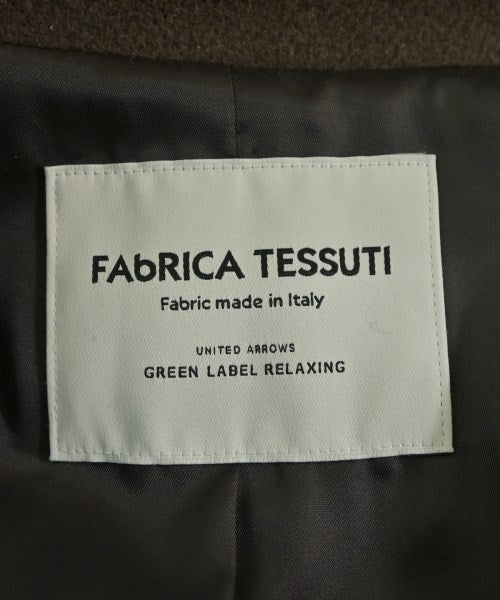 FAbRICA TESSUTI
Fabric made in Italy
UNITED ARROWS
GREEN LABEL RELAXING